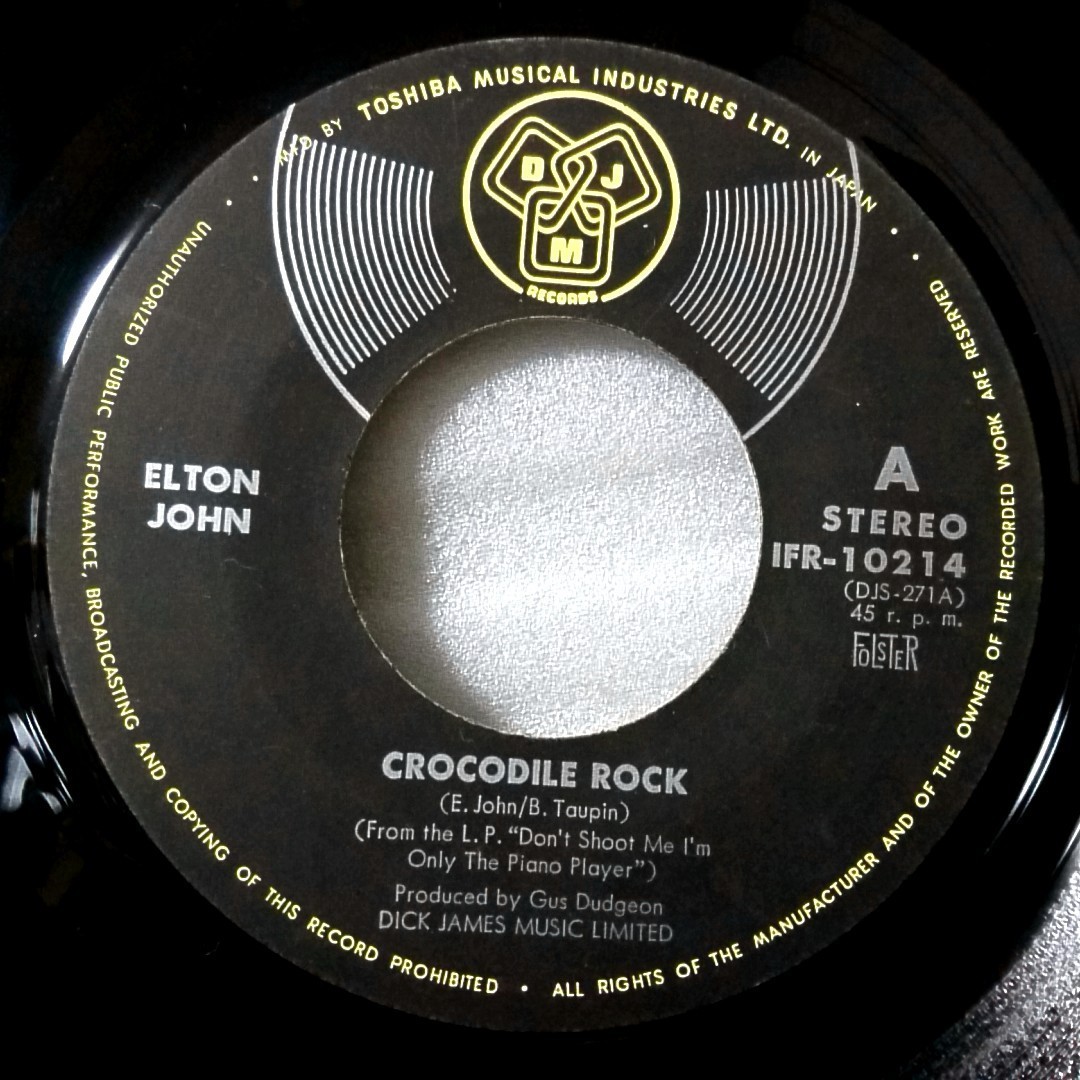 MFD BY TOSHIBA MUSICAL INDUSTRIES LTD. IN JAPAN
D J
M
RECORDS
ELTON
JOHN
A
STEREO
IFR-10214
(DJS-271A)
45 r. p. m.
FOLSTER
CROCODILE ROCK
(E. John/B. Taupin)
(From the L. P. “Don't Shoot Me I'm
Only The Piano Player”)
Produced by Gus Dudgeon
DICK JAMES MUSIC LIMITED
UNAUTHORIZED PUBLIC PERFORMANCE, BROADCASTING AND COPYING OF THIS RECORD PROHIBITED • ALL RIGHTS OF THE MANUFACTURER AND OF THE OWNER OF THE RECORDED WORK ARE RESERVED